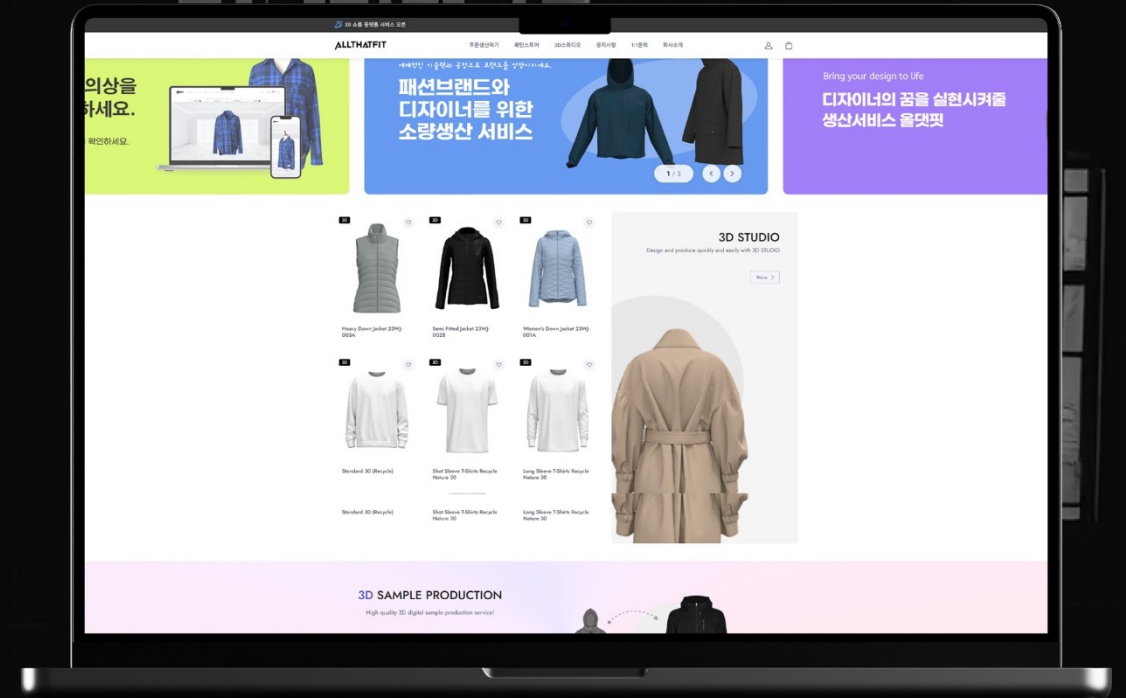 XR 쇼룸 플랫폼 서비스 오픈
ALLTHATFIT
주문생산하기 패턴스토어 3D스튜디오 공지사항 1:1문의 회사소개
의상을
하세요.
확인하세요.
패션브랜드와
디자이너를 위한
소량생산 서비스
1 / 3
Bring your design to life
디자이너의 꿈을 실현시켜줄
생산서비스 올댓핏
3D
3D
3D
Heavy Down Jacket 23WJ-
003A
Semi Fitted Jacket 23WJ-
002B
Women's Down Jacket 23WJ-
001A
3D STUDIO
Design and produce quickly and easily with 3D STUDIO
More
3D
3D
3D
Standard 3D (Recycle)
Shot Sleeve T-Shirts Recycle
Nature 3D
Long Sleeve T-Shirts Recycle
Nature 3D
Standard 3D (Recycle)
Shot Sleeve T-Shirts Recycle
Nature 3D
Long Sleeve T-Shirts Recycle
Nature 3D
3D SAMPLE PRODUCTION
High quality 3D digital sample production service!